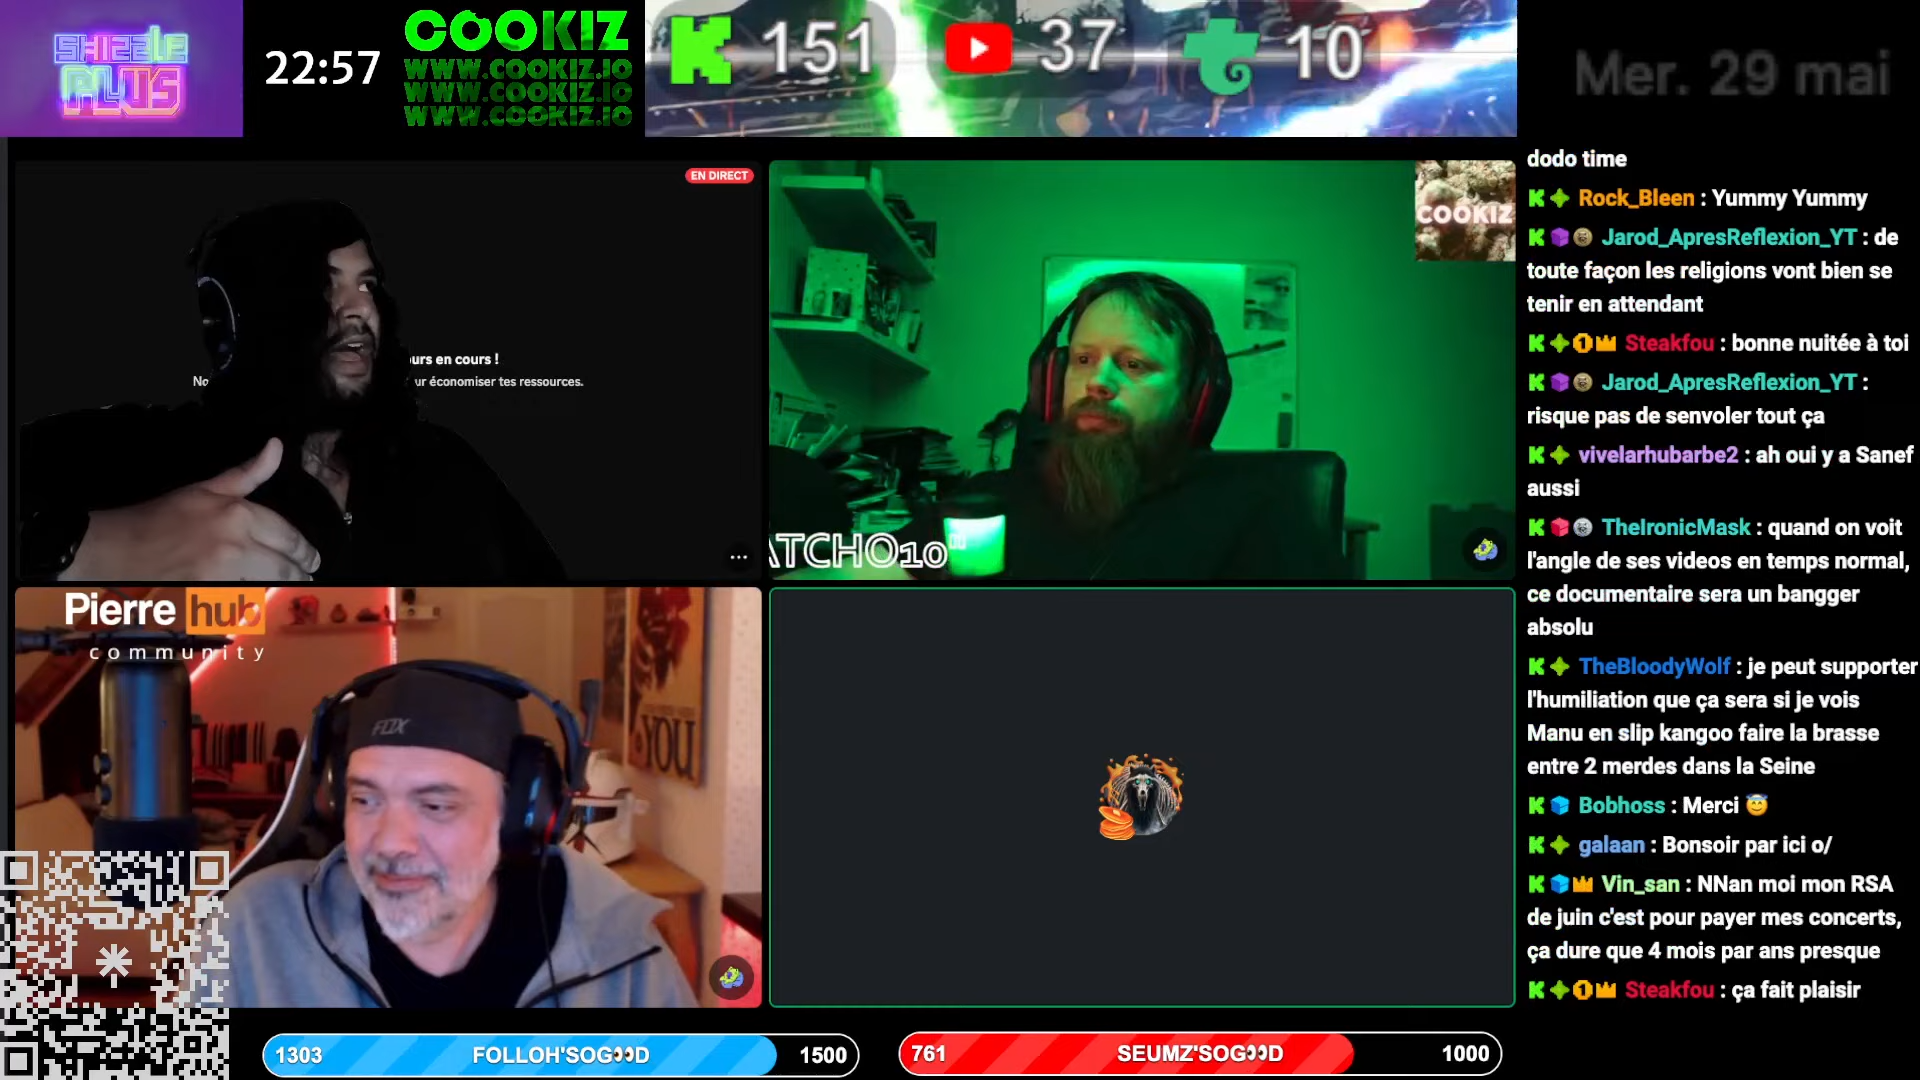 SHIZZLE
PLUS
22:57
COOKIZ
WWW.COOKIZ.IO
WWW.COOKIZ.IO
WWW.COOKIZ.IO
151
37
10
Mer. 29 mai
EN DIRECT
urs en cours !
No
ur économiser tes ressources.
COOKIZ
ATCHO10"
Pierre hub
community
FOX
YOU
dodo time
Rock_Bleen : Yummy Yummy
Jarod_ApresReflexion_YT : de
toute façon les religions vont bien se
tenir en attendant
Steakfou : bonne nuitée à toi
Jarod_ApresReflexion_YT :
risque pas de senvoler tout ça
vivelarhubarbe2 : ah oui y a Sanef
aussi
TheIronicMask : quand on voit
l'angle de ses videos en temps normal,
ce documentaire sera un bangger
absolu
TheBloodyWolf : je peut supporter
l'humiliation que ça sera si je vois
Manu en slip kangoo faire la brasse
entre 2 merdes dans la Seine
Bobhoss : Merci 😇
galaan : Bonsoir par ici o/
Vin_san : NNan moi mon RSA
de juin c'est pour payer mes concerts,
ça dure que 4 mois par ans presque
Steakfou : ça fait plaisir
1303 FOLLOH'SOG👀D 1500
761 SEUMZ'SOG👀D 1000